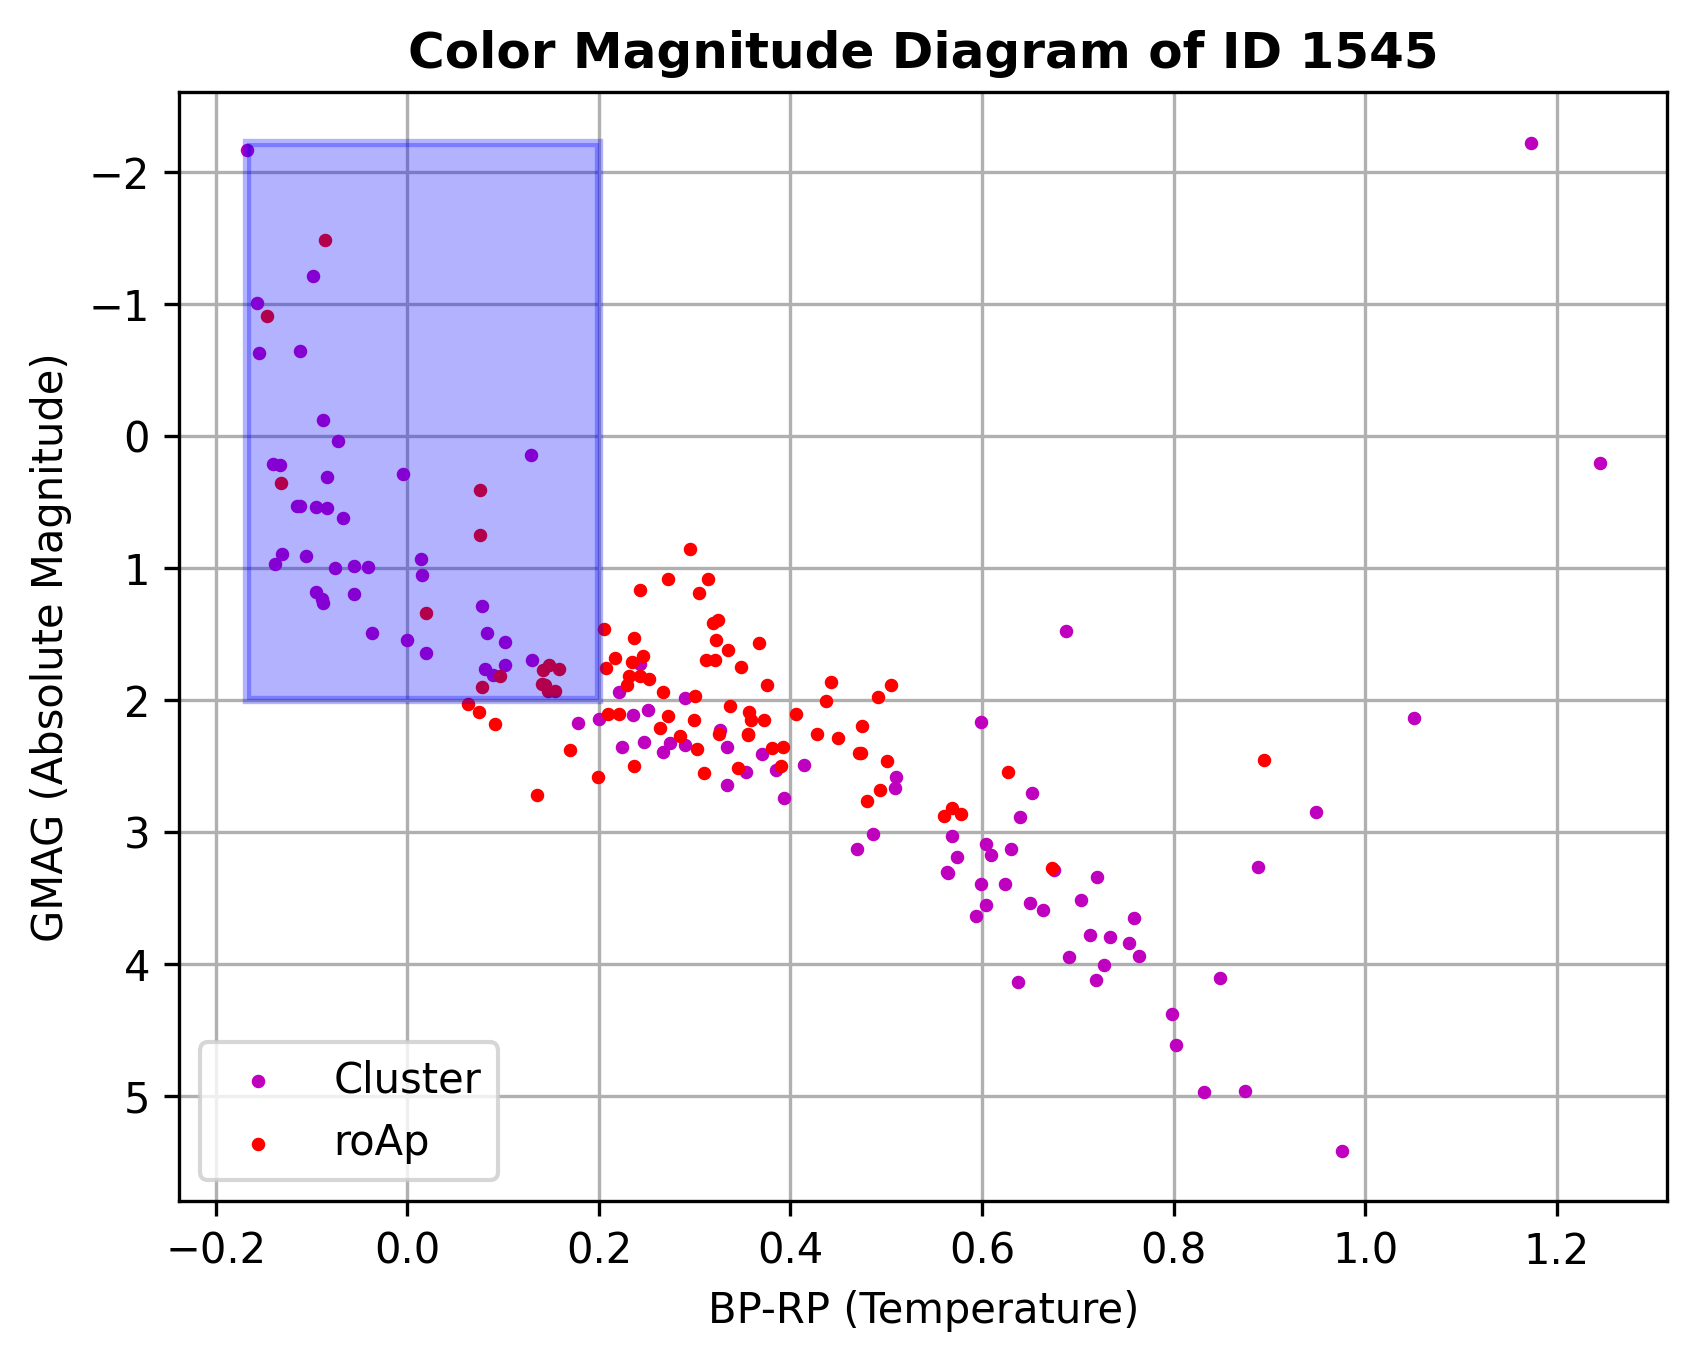 Color Magnitude Diagram of ID 1545
GMAG (Absolute Magnitude)
−2
−1
0
1
2
3
4
5
Cluster
roAp
−0.2 0.0 0.2 0.4 0.6 0.8 1.0 1.2
BP-RP (Temperature)